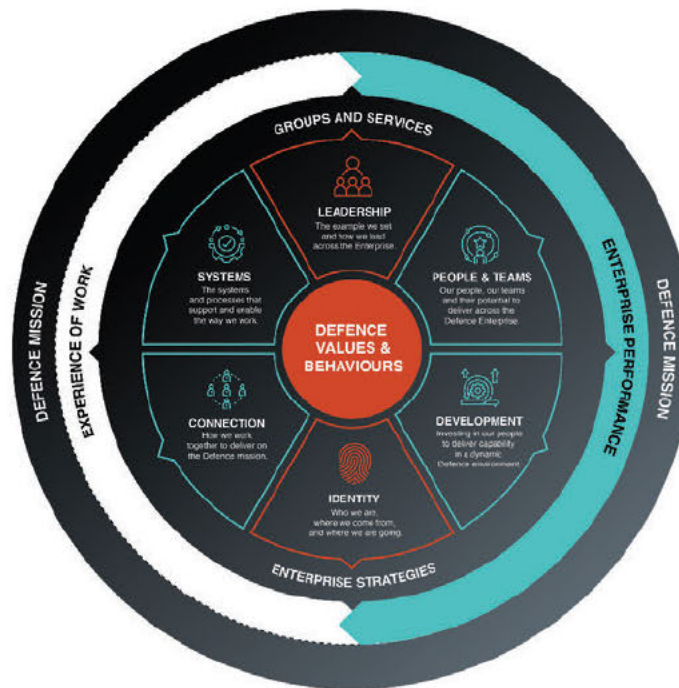 GROUPS AND SERVICES
LEADERSHIP
The example we set
and how we lead
across the Enterprise.
SYSTEMS
The systems
and processes that
support and enable
the way we work.
PEOPLE & TEAMS
Our people, our teams
and their potential to
deliver across the
Defence Enterprise.
DEFENCE
VALUES &
BEHAVIOURS
CONNECTION
How we work
together to deliver on
the Defence mission.
DEVELOPMENT
Investing in our people
to deliver capability
in a dynamic
Defence environment.
IDENTITY
Who we are,
where we come from,
and where we are going.
ENTERPRISE STRATEGIES
EXPERIENCE OF WORK
ENTERPRISE PERFORMANCE
DEFENCE MISSION
DEFENCE MISSION